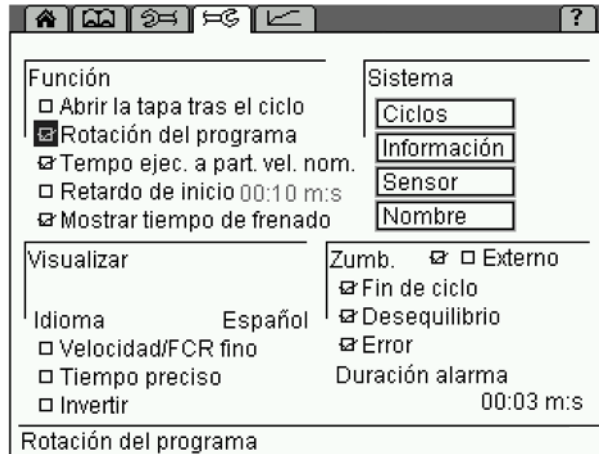 ?
Función
Abrir la tapa tras el ciclo
Rotación del programa
Tempo ejec. a part. vel. nom.
Retardo de inicio 00:10 m:s
Mostrar tiempo de frenado
Sistema
Ciclos
Información
Sensor
Nombre
Visualizar
Idioma Español
Velocidad/FCR fino
Tiempo preciso
Invertir
Zumb. Externo
Fin de ciclo
Desequilibrio
Error
Duración alarma
00:03 m:s
Rotación del programa